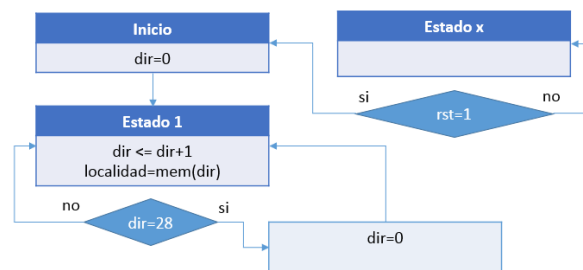 Inicio
dir=0
Estado x
si
rst=1
no
Estado 1
dir <= dir+1
localidad=mem(dir)
no
dir=28
si
dir=0